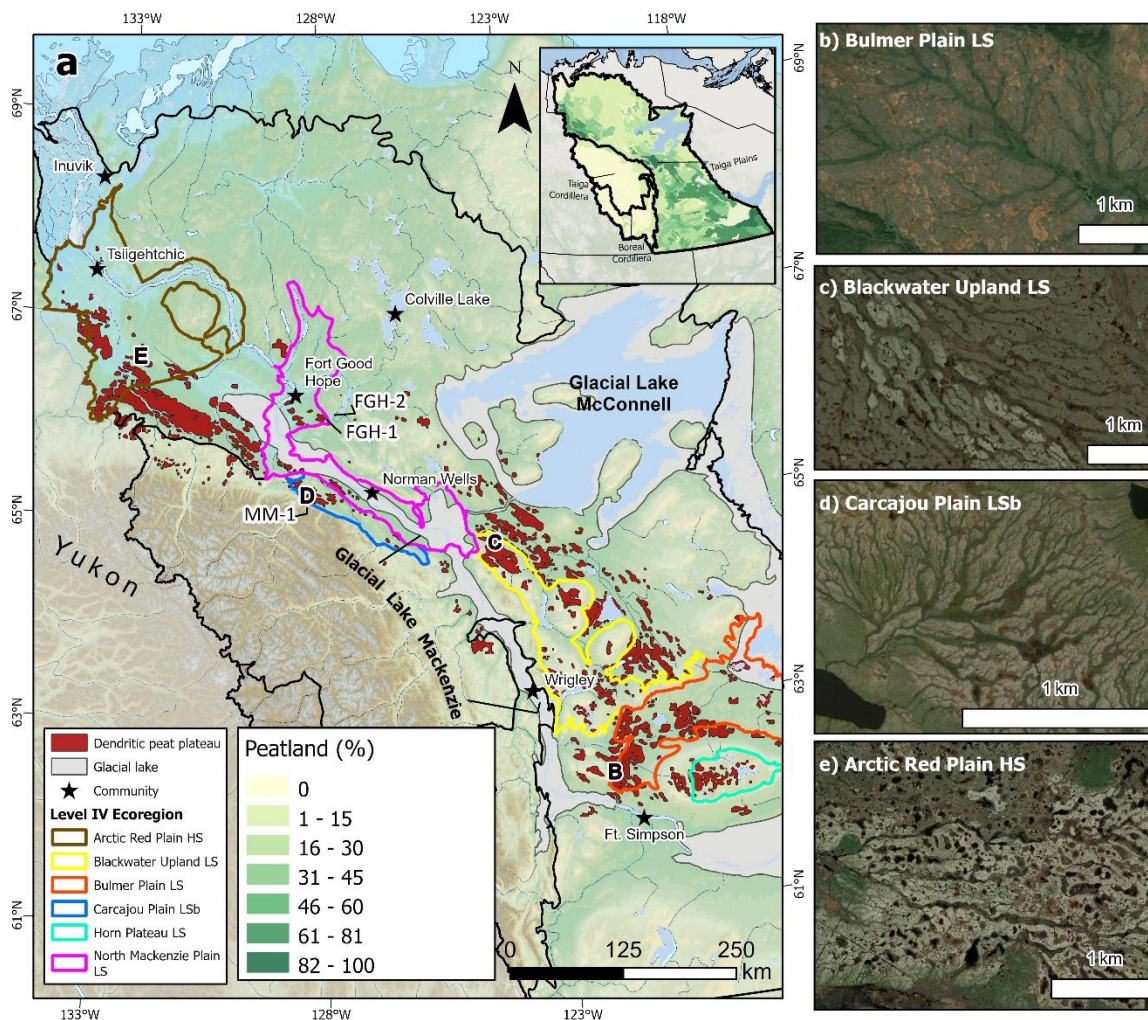 133°W
128°W
123°W
118°W
a
N
69°N
69°N
Inuvik
Taiga Plains
Taiga
Cordillera
Boreal
Cordillera
Tsiigehtchic
67°N
67°N
Colville Lake
E
Fort Good
Hope
FGH-2
FGH-1
Glacial Lake
McConnell
Norman Wells
65°N
65°N
D
MM-1
C
Yukon
Glacial Lake Mackenzie
Wrigley
63°N
63°N
B
Ft. Simpson
61°N
61°N
Dendritic peat plateau
Glacial lake
Community
Level IV Ecoregion
Arctic Red Plain HS
Blackwater Upland LS
Bulmer Plain LS
Carcajou Plain LSb
Horn Plateau LS
North Mackenzie Plain
LS
Peatland (%)
0
1 - 15
16 - 30
31 - 45
46 - 60
61 - 81
82 - 100
0 125 250
km
133°W
128°W
123°W
b) Bulmer Plain LS
1 km
c) Blackwater Upland LS
1 km
d) Carcajou Plain LSb
1 km
e) Arctic Red Plain HS
1 km